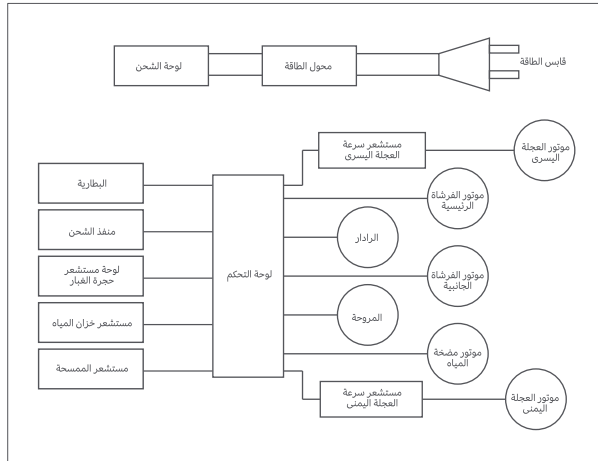 قابس الطاقة
محول الطاقة
لوحة الشحن
مستشعر سرعة
العجلة اليسرى
موتور العجلة
اليسرى
البطارية
موتور الفرشاة
الرئيسية
منفذ الشحن
الرادار
لوحة مستشعر
حجرة الغبار
لوحة التحكم
موتور الفرشاة
الجانبية
مستشعر خزان المياه
المروحة
موتور مضخة
المياه
مستشعر الممسحة
مستشعر سرعة
العجلة اليمنى
موتور العجلة
اليمنى